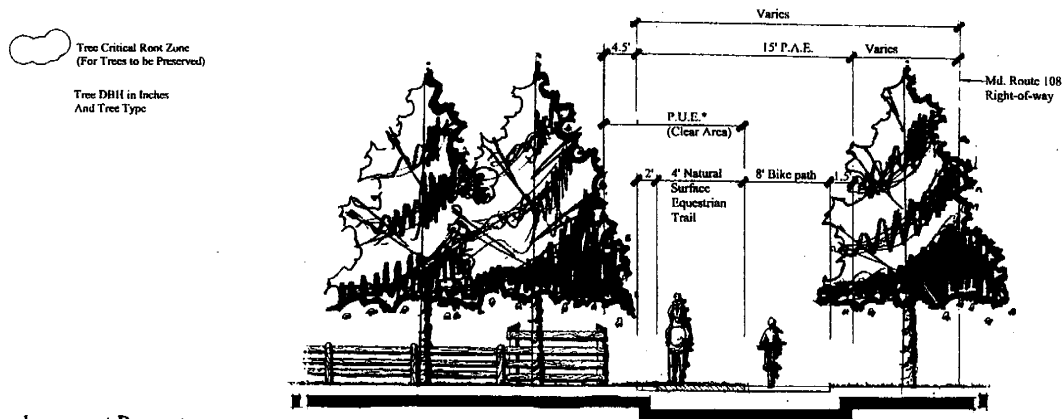 Varies
4.5'
15' P.A.E.
Varies
Tree Critical Root Zone
(For Trees to be Preserved)
Md. Route 108
Right-of-way
Tree DBH in Inches
And Tree Type
P.U.E.*
(Clear Area)
2'
4' Natural
Surface
Equestrian
Trail
8' Bike path
1.5'